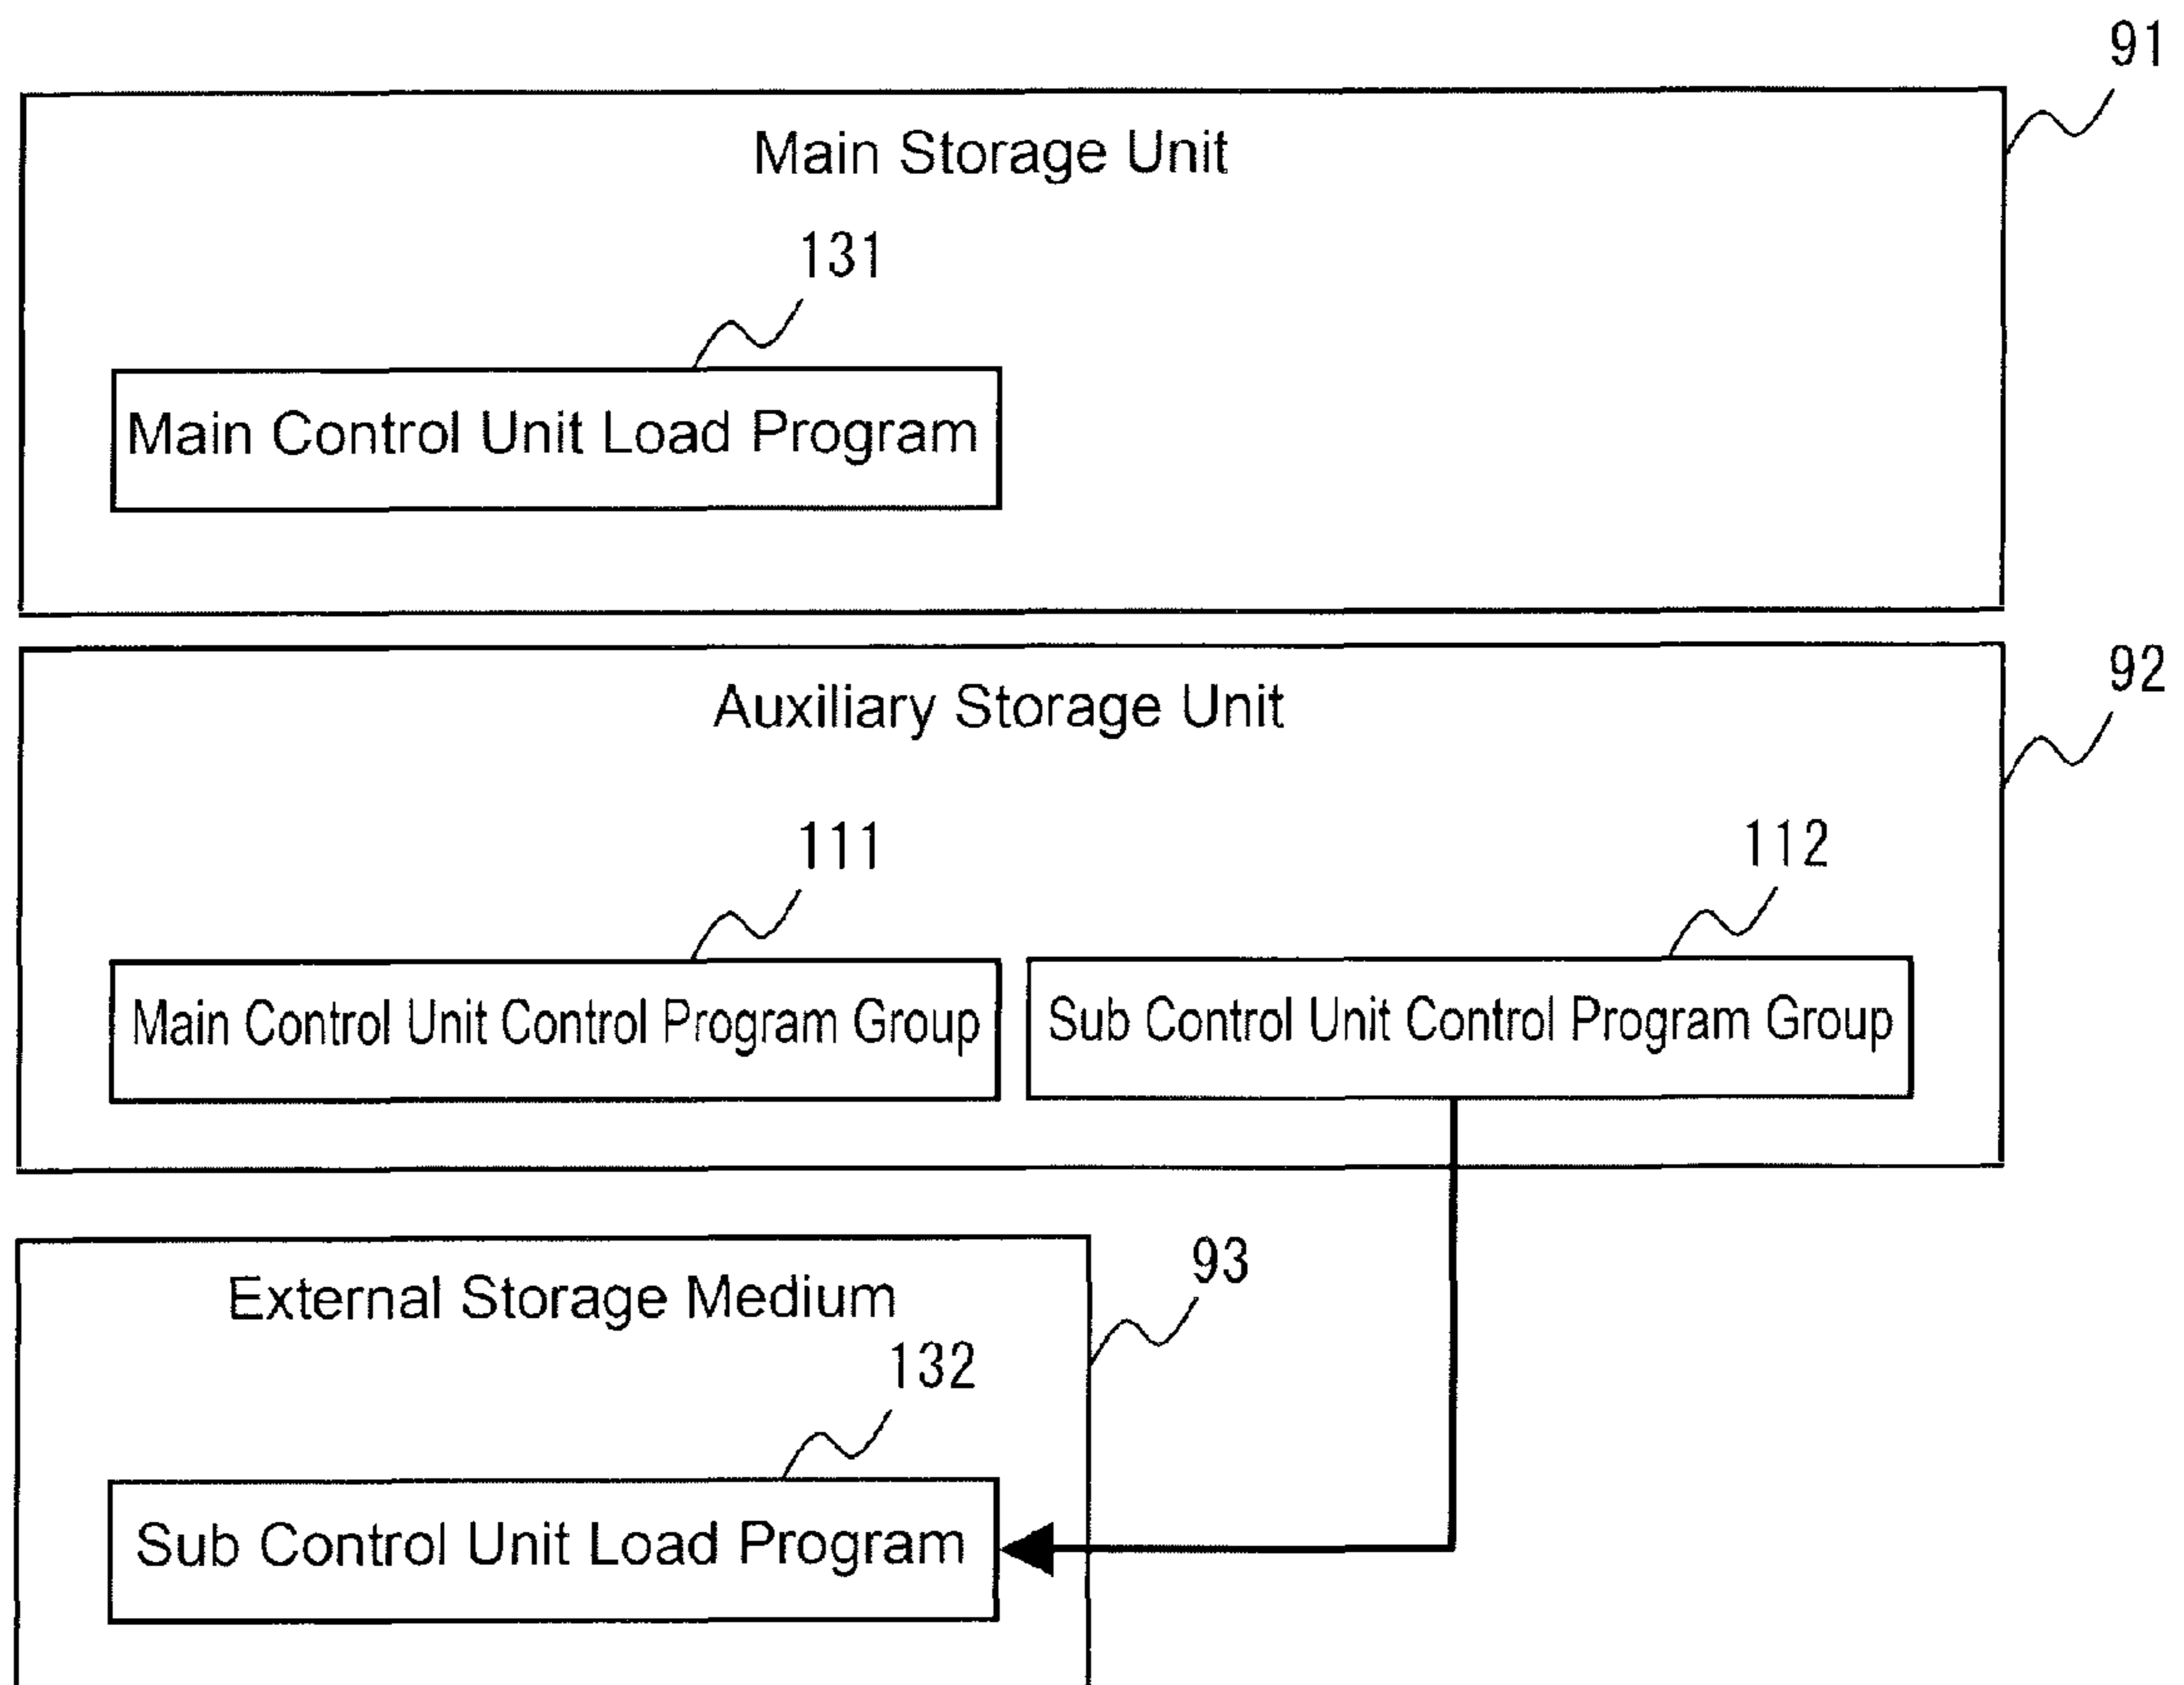 91
Main Storage Unit
131
Main Control Unit Load Program
92
Auxiliary Storage Unit
111
112
Main Control Unit Control Program Group
Sub Control Unit Control Program Group
93
External Storage Medium
132
Sub Control Unit Load Program